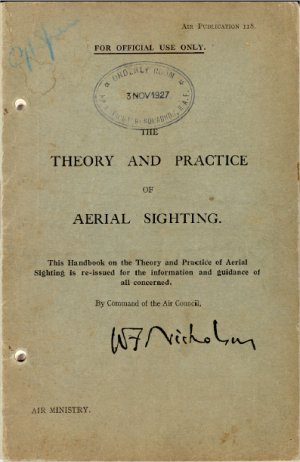 AIR PUBLICATION 118.
FOR OFFICIAL USE ONLY.
ORDERLY ROOM
3 NOV 1927
THE
THEORY AND PRACTICE
OF
AERIAL SIGHTING.
This Handbook on the Theory and Practice of Aerial
Sighting is re-issued for the information and guidance of
all concerned.
By Command of the Air Council,
WF Nicholson
AIR MINISTRY.